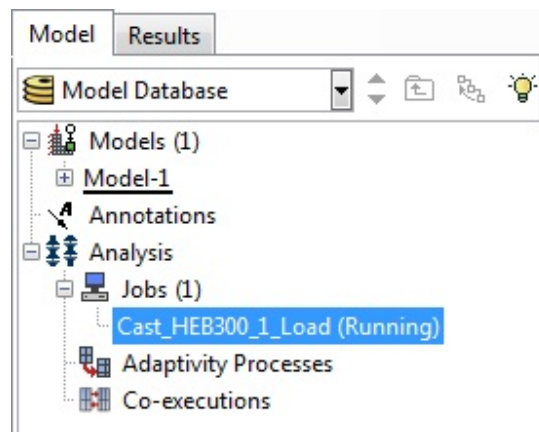 Model Results
Model Database
Models (1)
Model-1
Annotations
Analysis
Jobs (1)
Cast_HEB300_1_Load (Running)
Adaptivity Processes
Co-executions